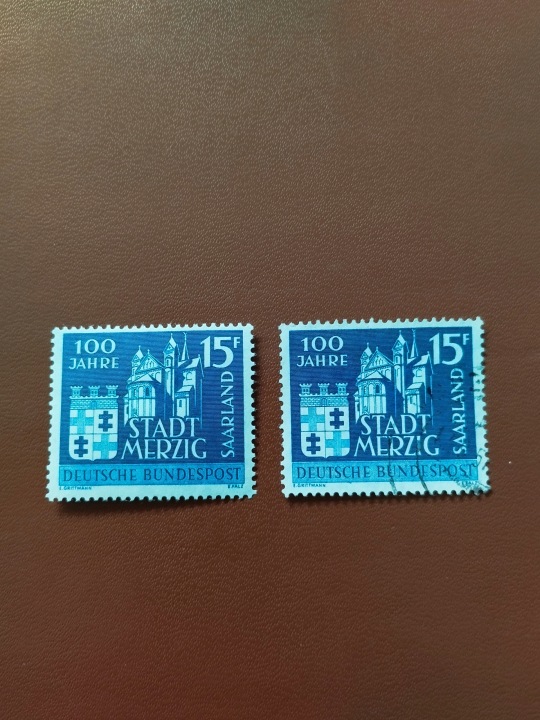 100
JAHRE
15F
SAARLAND
STADT
MERZIG
DEUTSCHE BUNDESPOST
100
JAHRE
15F
SAARLAND
STADT
MERZIG
DEUTSCHE BUNDESPOST